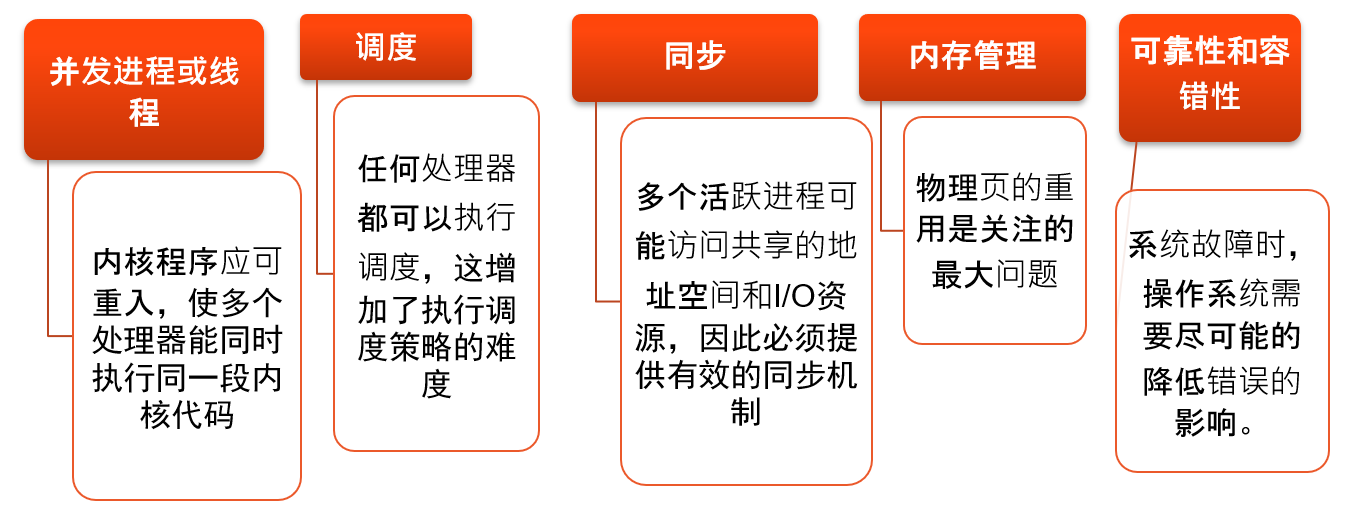 并发进程或线
程
内核程序应可
重入，使多个
处理器能同时
执行同一段内
核代码
调度
任何处理器
都可以执行
调度，这增
加了执行调
度策略的难
度
同步
多个活跃进程可
能访问共享的地
址空间和I/O资
源，因此必须提
供有效的同步机
制
内存管理
物理页的重
用是关注的
最大问题
可靠性和容
错性
系统故障时，
操作系统需
要尽可能的
降低错误的
影响。